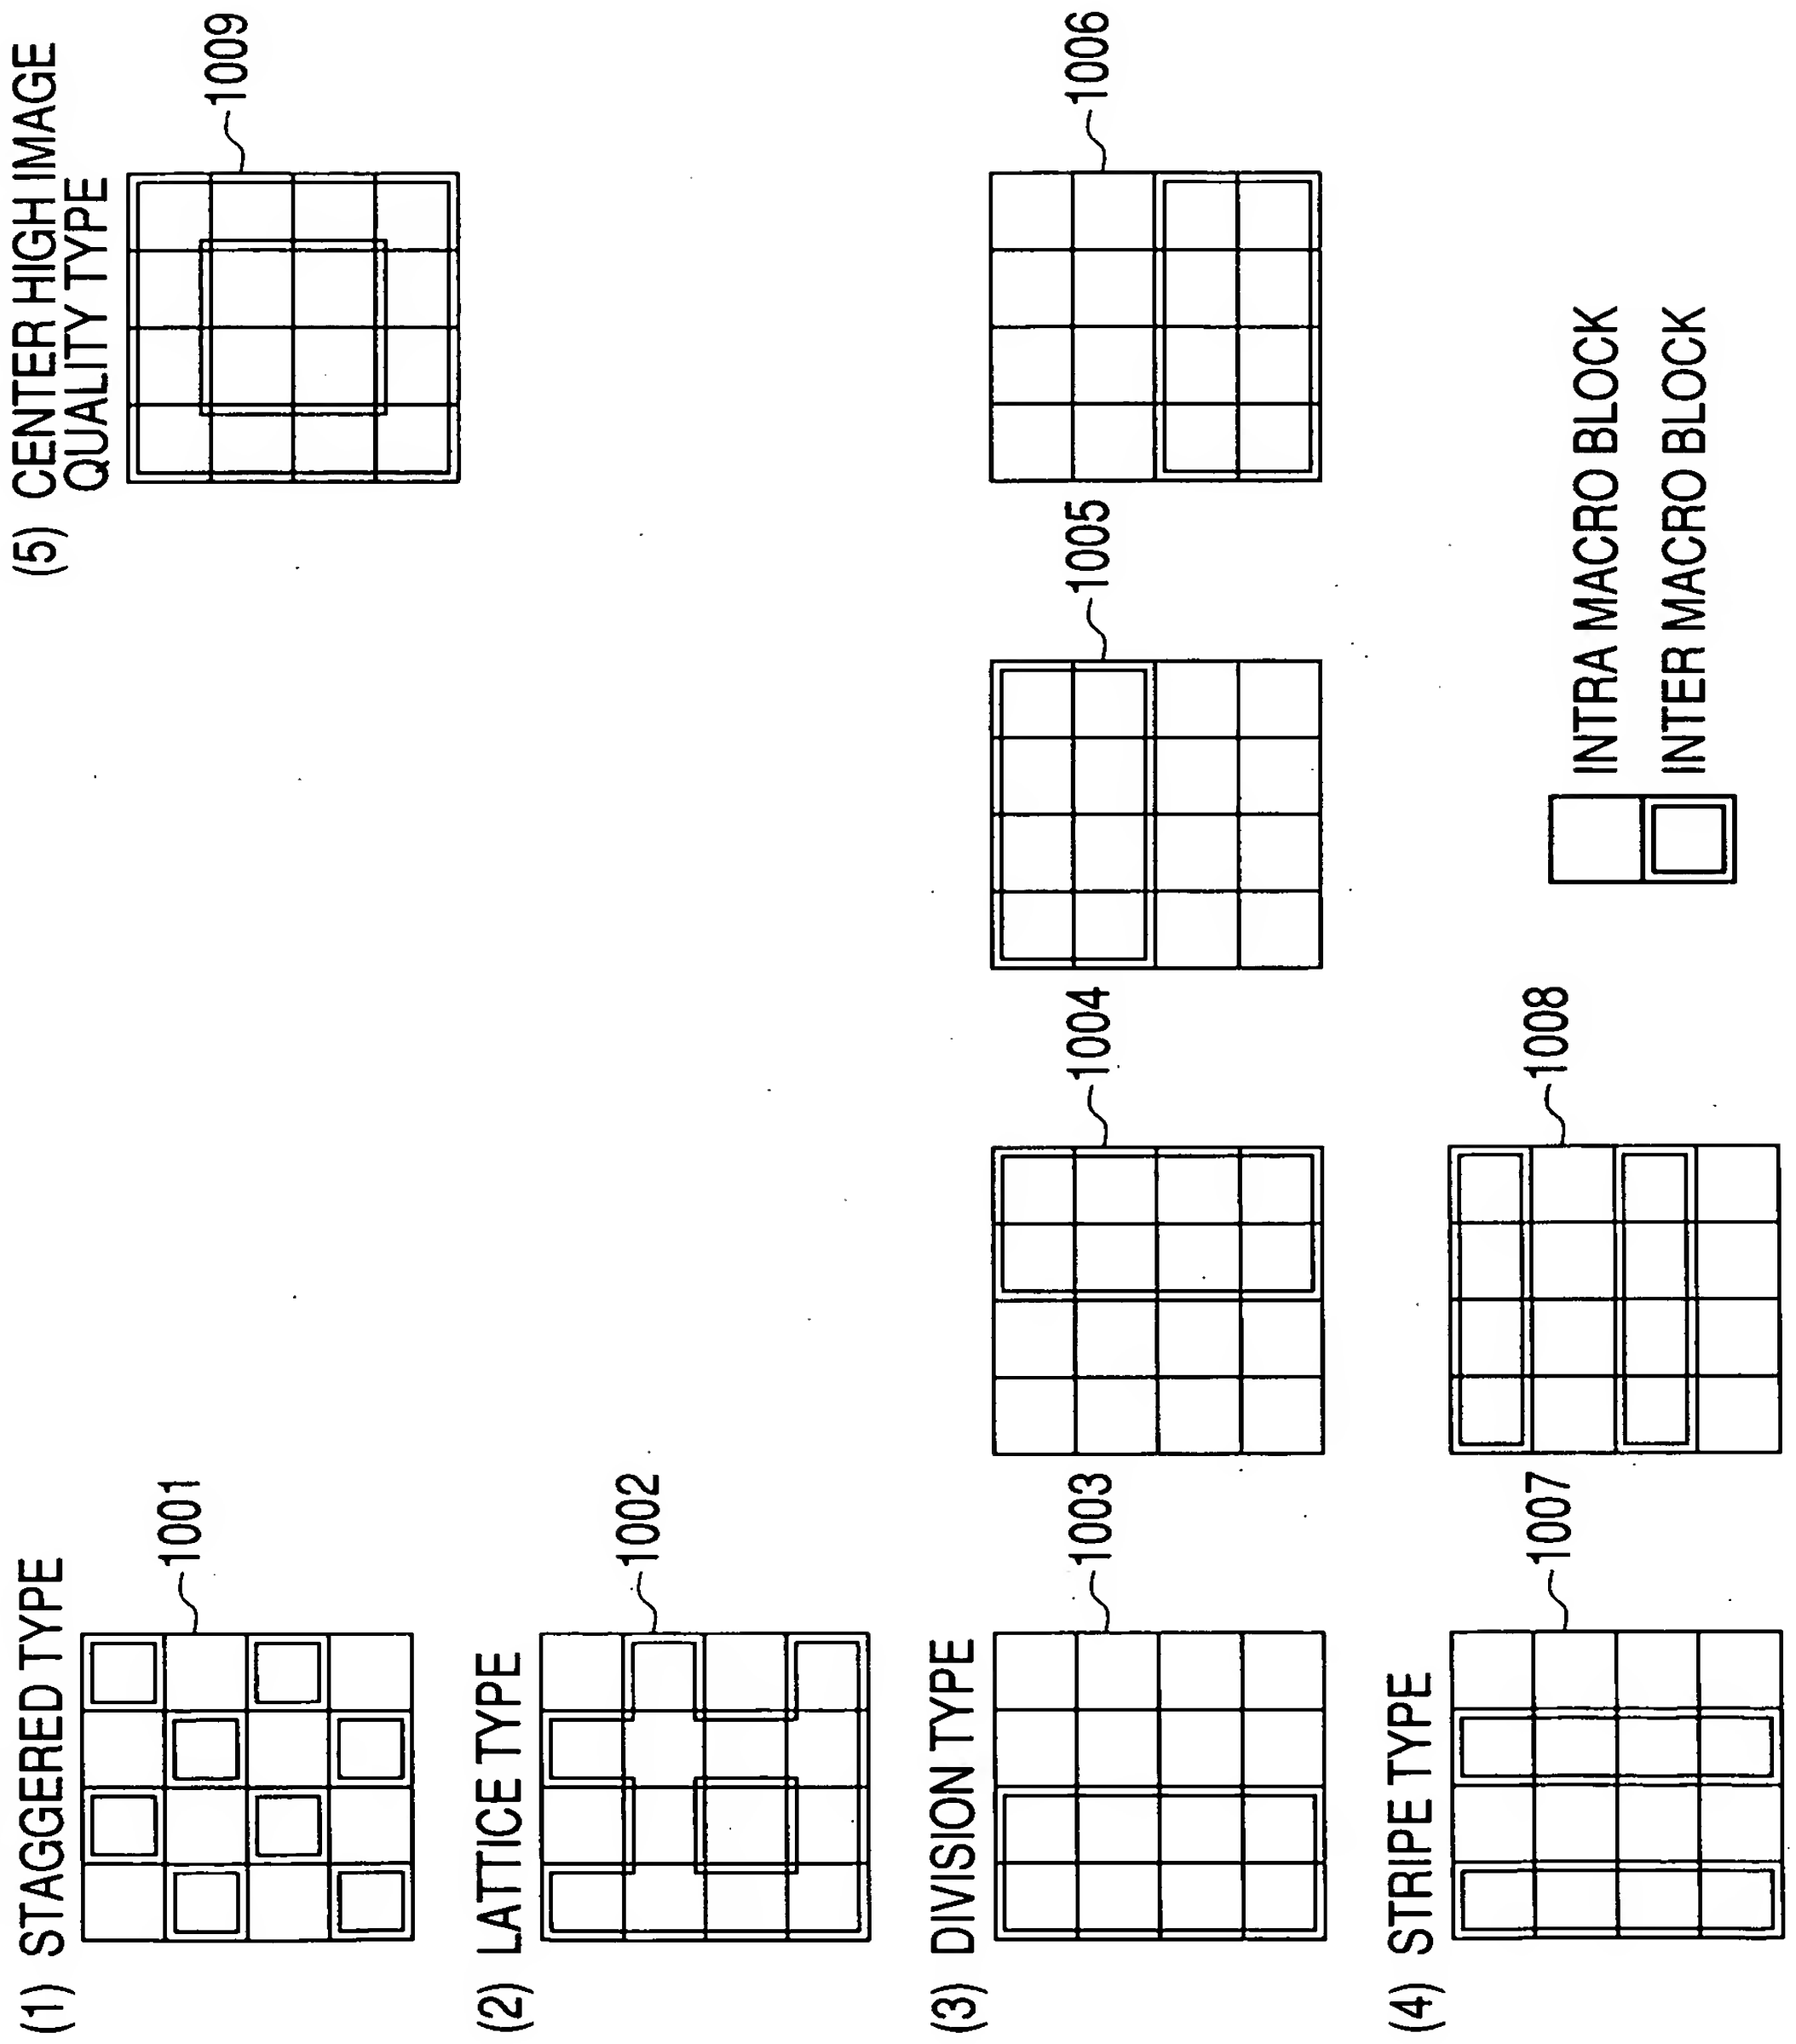 (1) STAGGERED TYPE
1001
(2) LATTICE TYPE
1002
(3) DIVISION TYPE
1003
1004
1005
1006
(4) STRIPE TYPE
1007
1008
(5) CENTER HIGH IMAGE
QUALITY TYPE
1009
INTRA MACRO BLOCK
INTER MACRO BLOCK